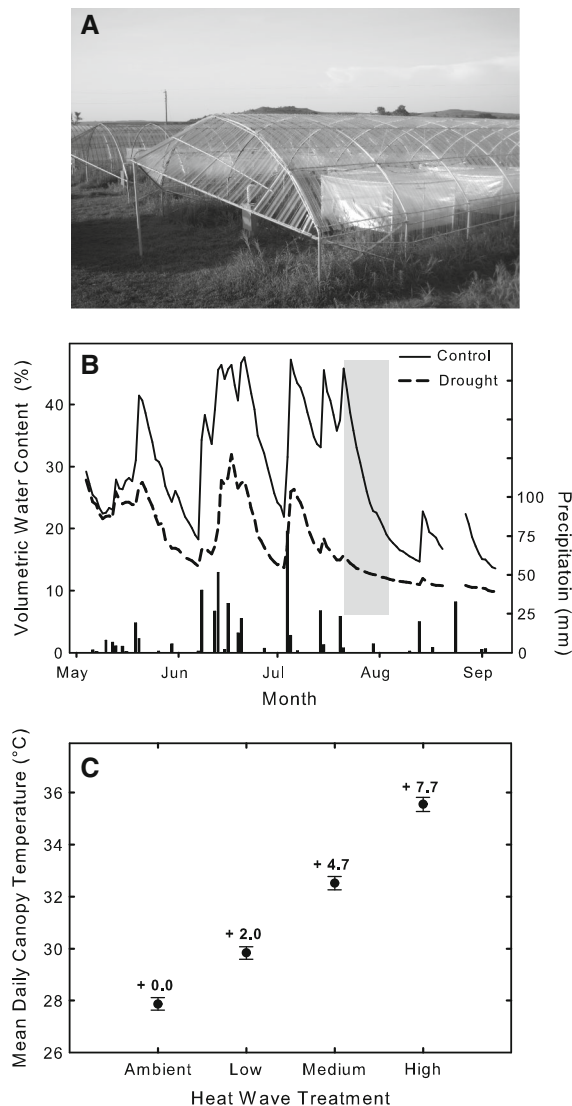 A
B
Control
Drought
Volumetric Water Content (%)
40
30
20
10
0
100
75
50
25
0
Precipitatoin (mm)
May Jun Jul Aug Sep
Month
C
Mean Daily Canopy Temperature (°C)
36
34
32
30
28
26
+ 7.7
+ 4.7
+ 2.0
+ 0.0
Ambient Low Medium High
Heat Wave Treatment